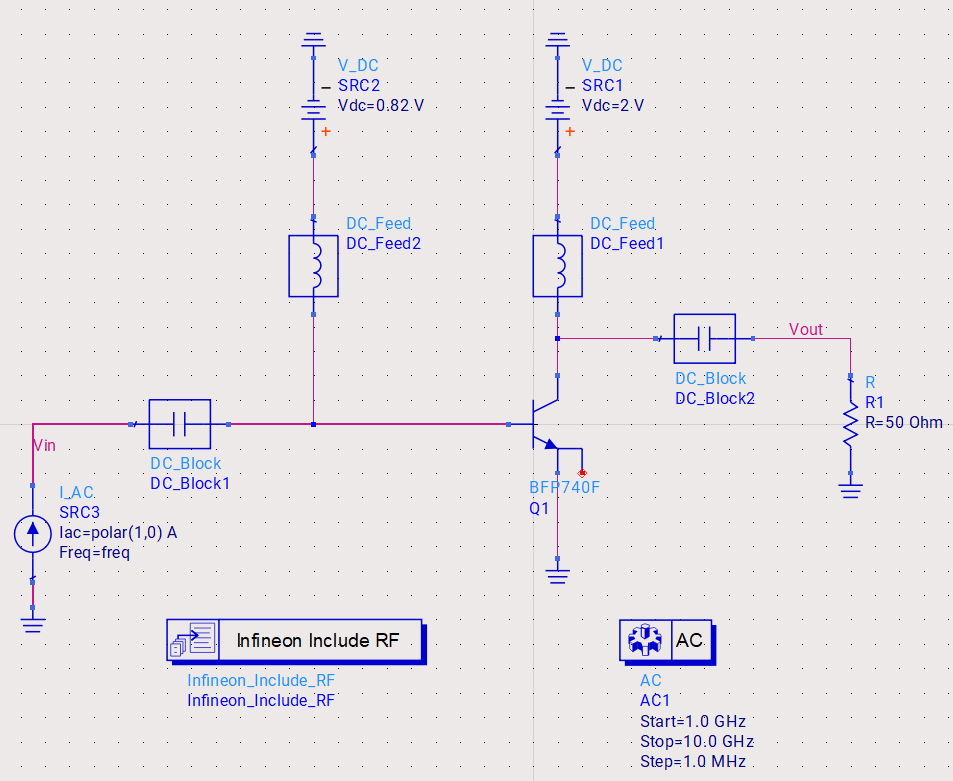 V_DC
SRC2
Vdc=0.82 V
V_DC
SRC1
Vdc=2 V
DC_Feed
DC_Feed2
DC_Feed
DC_Feed1
Vout
DC_Block
DC_Block2
R
R1
R=50 Ohm
Vin
DC_Block
DC_Block1
I_AC
SRC3
Iac=polar(1,0) A
Freq=freq
BFP740F
Q1
Infineon Include RF
Infineon_Include_RF
Infineon_Include_RF
AC
AC
AC1
Start=1.0 GHz
Stop=10.0 GHz
Step=1.0 MHz